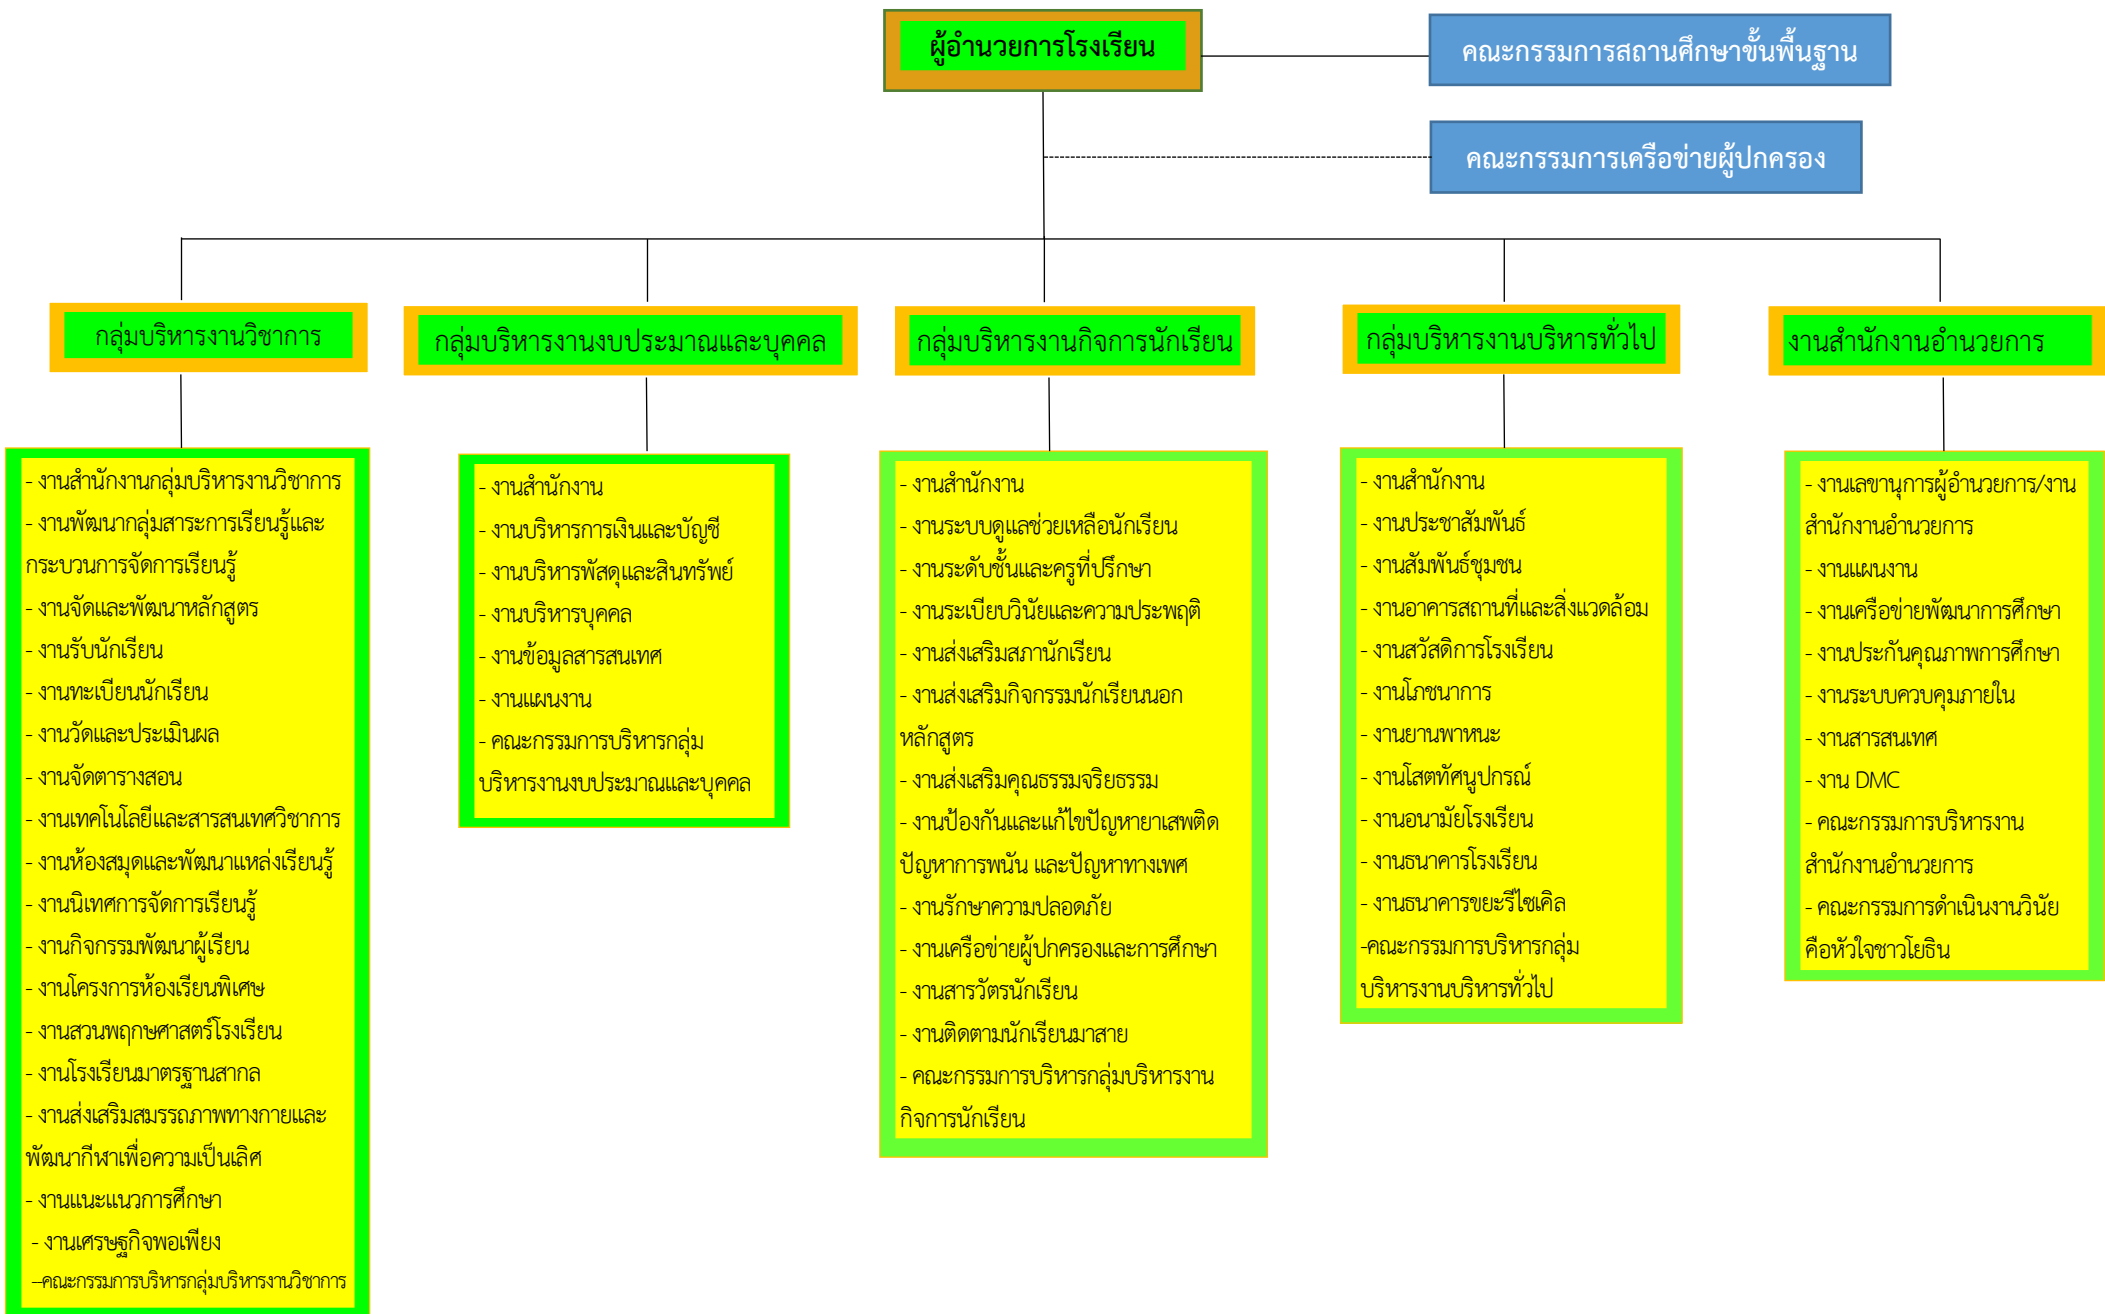 ผู้อำนวยการโรงเรียน
คณะกรรมการสถานศึกษาขั้นพื้นฐาน
คณะกรรมการเครือข่ายผู้ปกครอง
กลุ่มบริหารงานวิชาการ
กลุ่มบริหารงานงบประมาณและบุคคล
กลุ่มบริหารงานกิจการนักเรียน
กลุ่มบริหารงานบริหารทั่วไป
งานสำนักงานอำนวยการ
- งานสำนักงานกลุ่มบริหารงานวิชาการ
- งานพัฒนากลุ่มสาระการเรียนรู้และ
กระบวนการจัดการเรียนรู้
- งานจัดและพัฒนาหลักสูตร
- งานรับนักเรียน
- งานทะเบียนนักเรียน
- งานวัดและประเมินผล
- งานจัดตารางสอน
- งานเทคโนโลยีและสารสนเทศวิชาการ
- งานห้องสมุดและพัฒนาแหล่งเรียนรู้
- งานนิเทศการจัดการเรียนรู้
- งานกิจกรรมพัฒนาผู้เรียน
- งานโครงการห้องเรียนพิเศษ
- งานสวนพฤกษศาสตร์โรงเรียน
- งานโรงเรียนมาตรฐานสากล
- งานส่งเสริมสมรรถภาพทางกายและ
พัฒนากีฬาเพื่อความเป็นเลิศ
- งานแนะแนวการศึกษา
- งานเศรษฐกิจพอเพียง
–คณะกรรมการบริหารกลุ่มบริหารงานวิชาการ
- งานสำนักงาน
- งานบริหารการเงินและบัญชี
- งานบริหารพัสดุและสินทรัพย์
- งานบริหารบุคคล
- งานข้อมูลสารสนเทศ
- งานแผนงาน
- คณะกรรมการบริหารกลุ่ม
บริหารงานงบประมาณและบุคคล
- งานสำนักงาน
- งานระบบดูแลช่วยเหลือนักเรียน
- งานระดับชั้นและครูที่ปรึกษา
- งานระเบียบวินัยและความประพฤติ
- งานส่งเสริมสภานักเรียน
- งานส่งเสริมกิจกรรมนักเรียนนอก
หลักสูตร
- งานส่งเสริมคุณธรรมจริยธรรม
- งานป้องกันและแก้ไขปัญหายาเสพติด
ปัญหาการพนัน และปัญหาทางเพศ
- งานรักษาความปลอดภัย
- งานเครือข่ายผู้ปกครองและการศึกษา
- งานสารวัตรนักเรียน
- งานติดตามนักเรียนมาสาย
- คณะกรรมการบริหารกลุ่มบริหารงาน
กิจการนักเรียน
- งานสำนักงาน
- งานประชาสัมพันธ์
- งานสัมพันธ์ชุมชน
- งานอาคารสถานที่และสิ่งแวดล้อม
- งานสวัสดิการโรงเรียน
- งานโภชนาการ
- งานยานพาหนะ
- งานโสตทัศนูปกรณ์
- งานอนามัยโรงเรียน
- งานธนาคารโรงเรียน
- งานธนาคารขยะรีไซเคิล
-คณะกรรมการบริหารกลุ่ม
บริหารงานบริหารทั่วไป
- งานเลขานุการผู้อำนวยการ/งาน
สำนักงานอำนวยการ
- งานแผนงาน
- งานเครือข่ายพัฒนาการศึกษา
- งานประกันคุณภาพการศึกษา
- งานระบบควบคุมภายใน
- งานสารสนเทศ
- งาน DMC
- คณะกรรมการบริหารงาน
สำนักงานอำนวยการ
- คณะกรรมการดำเนินงานวินัย
คือหัวใจชาวโยธิน